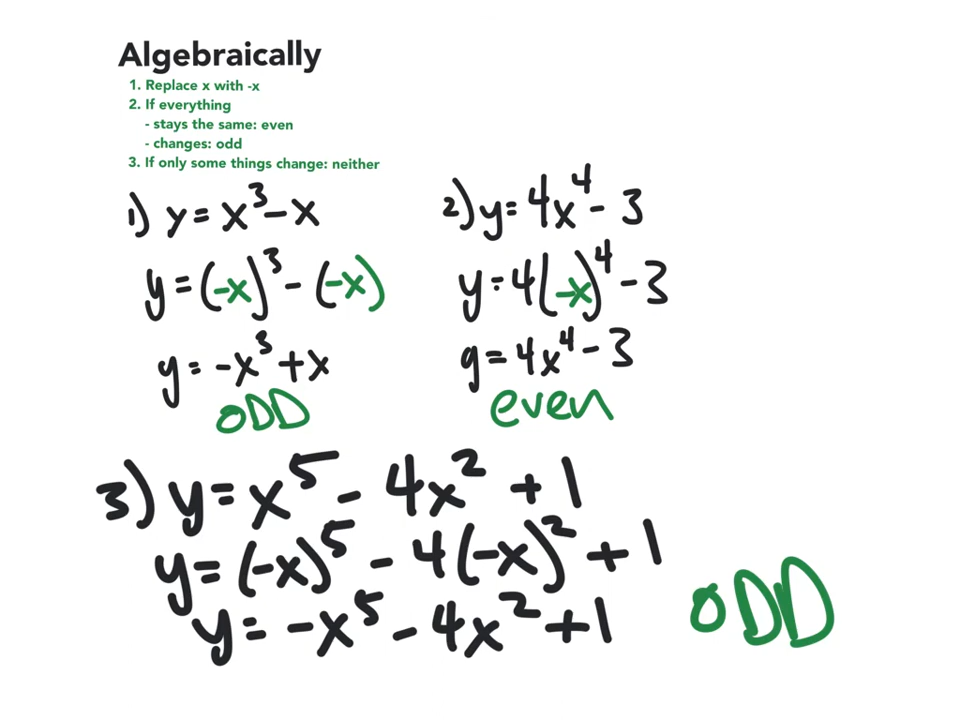 Algebraically
1. Replace x with -x
2. If everything
- stays the same: even
- changes: odd
3. If only some things change: neither
1) y = x³ - x
y = (-x)³ - (-x)
y = -x³ + x
ODD
2) y = 4x⁴ - 3
y = 4(-x)⁴ - 3
y = 4x⁴ - 3
even
3) y = x⁵ - 4x² + 1
y = (-x)⁵ - 4(-x)² + 1
y = -x⁵ - 4x² + 1
ODD